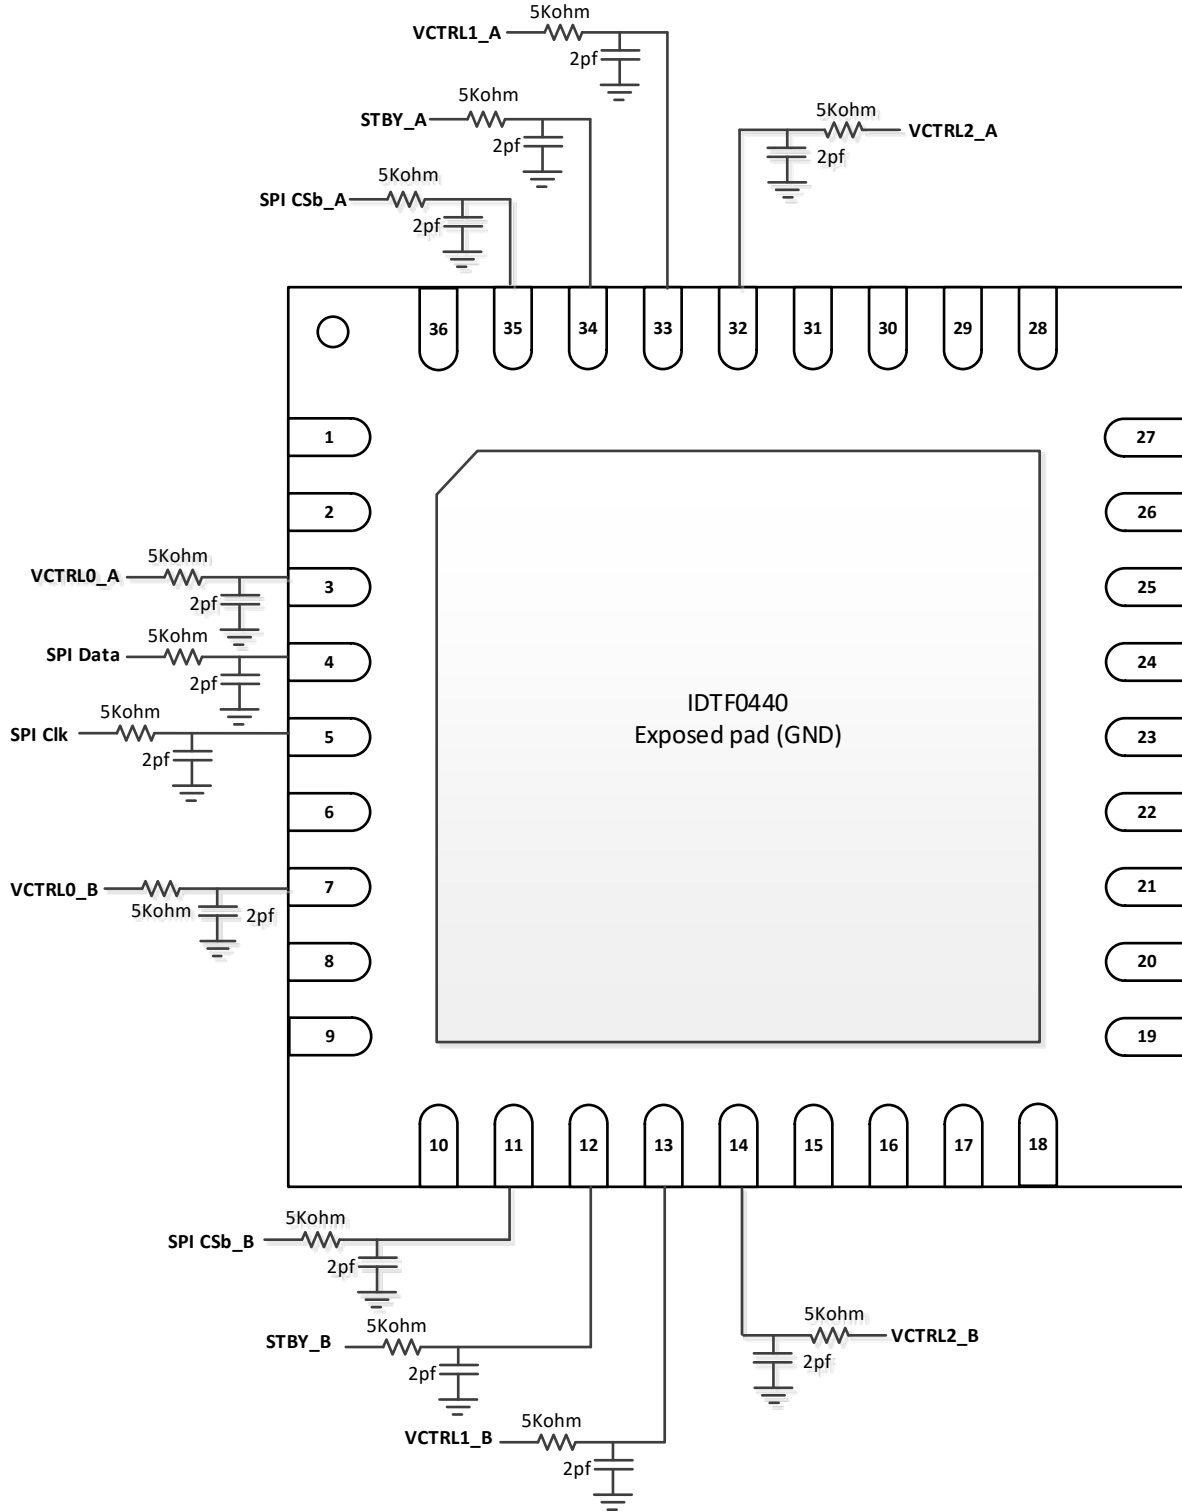 VCTRL1_A
5Kohm
2pf
STBY_A
5Kohm
2pf
5Kohm
VCTRL2_A
2pf
SPI CSb_A
5Kohm
2pf
36
35
34
33
32
31
30
29
28
1
27
2
26
VCTRL0_A
5Kohm
2pf
3
25
SPI Data
5Kohm
2pf
4
24
IDTF0440
Exposed pad (GND)
SPI Clk
5Kohm
2pf
5
23
6
22
VCTRL0_B
5Kohm
2pf
7
21
8
20
9
19
10
11
12
13
14
15
16
17
18
SPI CSb_B
5Kohm
2pf
STBY_B
5Kohm
2pf
5Kohm
VCTRL2_B
2pf
VCTRL1_B
5Kohm
2pf